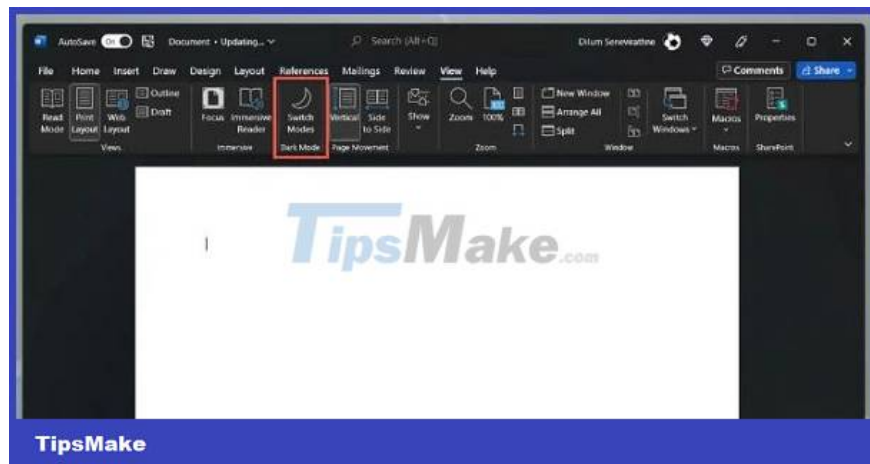 AutoSave On Document • Updating... Search (Alt+Q) Dilum Senevirathne
File Home Insert Draw Design Layout References Mailings Review View Help Comments Share
Read Mode Print Layout Web Layout Outline Draft Focus Immersive Reader Switch Modes Vertical Side to Side Show Zoom 100% New Window Arrange All Split Switch Windows Macros Properties
Views Immersive Dark Mode Page Movement Zoom Window Macros SharePoint
TipsMake.com
TipsMake